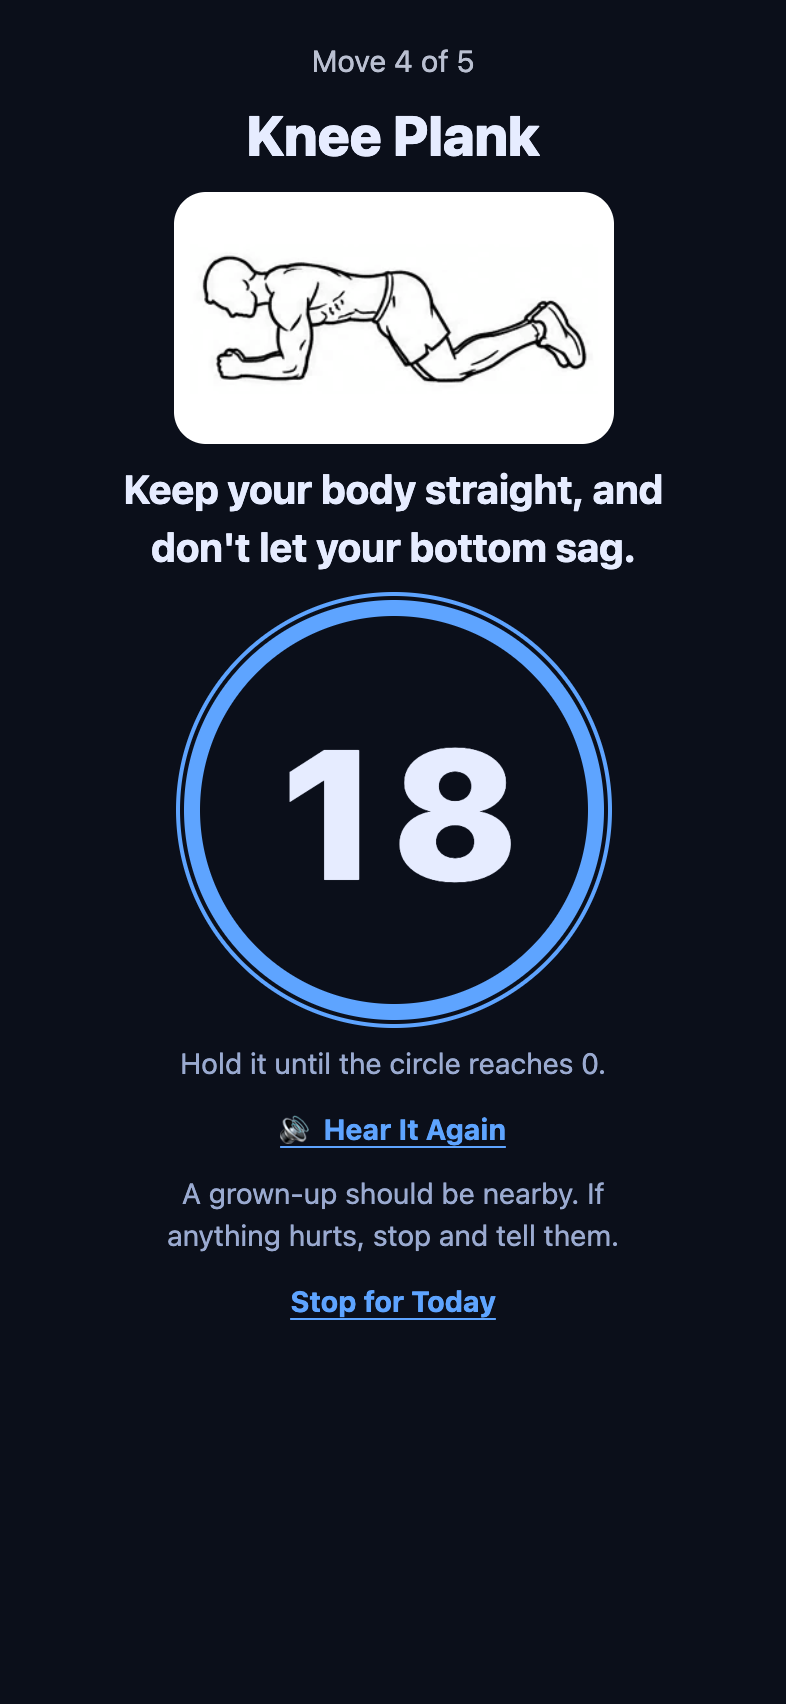 Move 4 of 5
Knee Plank
Keep your body straight, and
don't let your bottom sag.
18
Hold it until the circle reaches 0.
🔊 Hear It Again
A grown-up should be nearby. If
anything hurts, stop and tell them.
Stop for Today